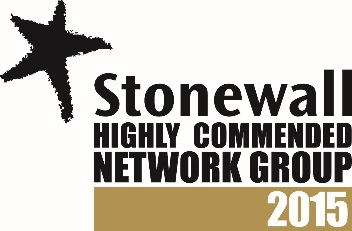 Stonewall
HIGHLY COMMENDED
NETWORK GROUP
2015